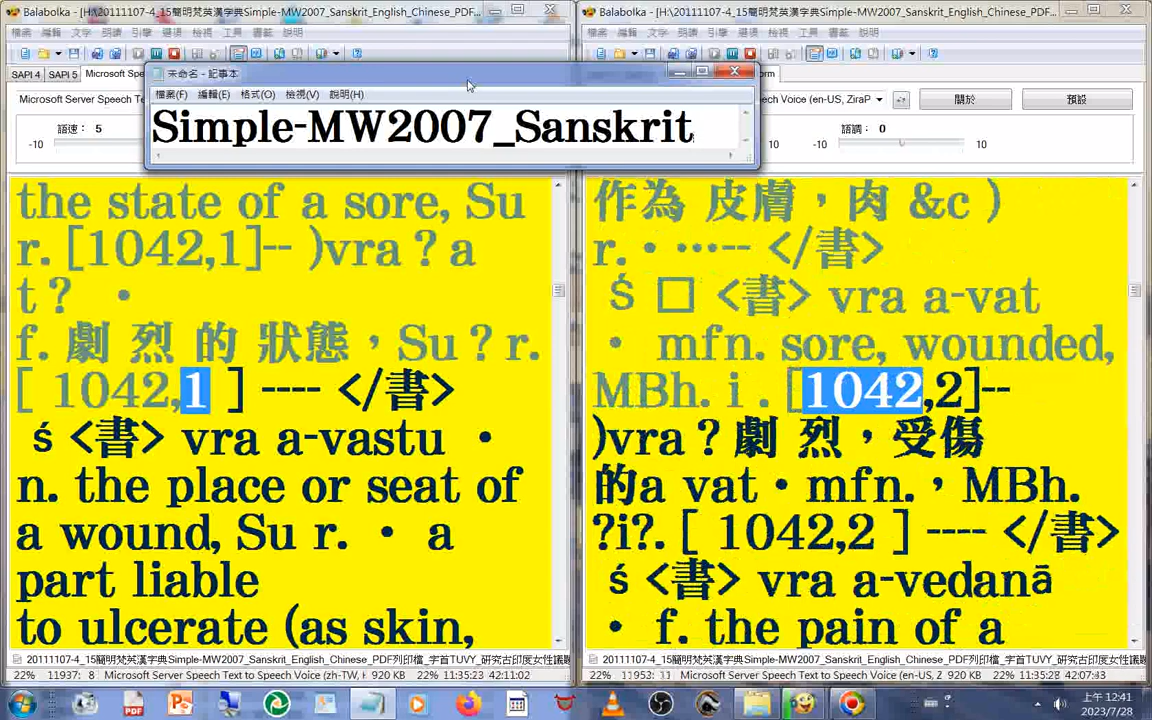 Balabolka - [H:\20111107-4_15簡明梵英漢字典Simple-MW2007_Sanskrit_English_Chinese_PDF...
檔案 編輯 文字 朗讀 引擎 選項 檢視 工具 書籤 說明
SAPI 4 SAPI 5 Microsoft Sp
Microsoft Server Speech Text
語速： 5
-10
未命名 - 記事本
檔案(F) 編輯(E) 格式(O) 檢視(V) 說明(H)
Simple-MW2007_Sanskrit
the state of a sore, Su
r. [1042,1]-- )vra ? a
t ? •
f. 劇 烈 的 狀態，Su ? r.
[ 1042,1 ] ---- </書>
ś <書> vra a-vastu •
n. the place or seat of
a wound, Su r. • a
part liable
to ulcerate (as skin,
20111107-4_15簡明梵英漢字典Simple-MW2007_Sanskrit_English_Chinese_PDF列印檔_字首TUVY_研究古印度女性議題
22% 11937: 8 Microsoft Server Speech Text to Speech Voice (zh-TW, H 920 KB 11:35:23 42:11:02
Balabolka - [H:\20111107-4_15簡明梵英漢字典Simple-MW2007_Sanskrit_English_Chinese_PDF...
檔案 編輯 文字 朗讀 引擎 選項 檢視 工具 書籤 說明
orm
ech Voice (en-US, ZiraP
關於
預設
語調： 0
10 -10 10
作為 皮膚，肉 &c )
r. • …-- </書>
Ś □ <書> vra a-vat
• mfn. sore, wounded,
MBh. i . [1042,2]--
)vra ? 劇 烈，受傷
的a vat • mfn.，MBh.
?i?. [ 1042,2 ] ---- </書>
ś <書> vra a-vedanā
• f. the pain of a
20111107-4_15簡明梵英漢字典Simple-MW2007_Sanskrit_English_Chinese_PDF列印檔_字首TUVY_研究古印度女性議題
22% 11953: 11 Microsoft Server Speech Text to Speech Voice (en-US, Z 920 KB 11:35:28
上午 12:41
2023/7/28